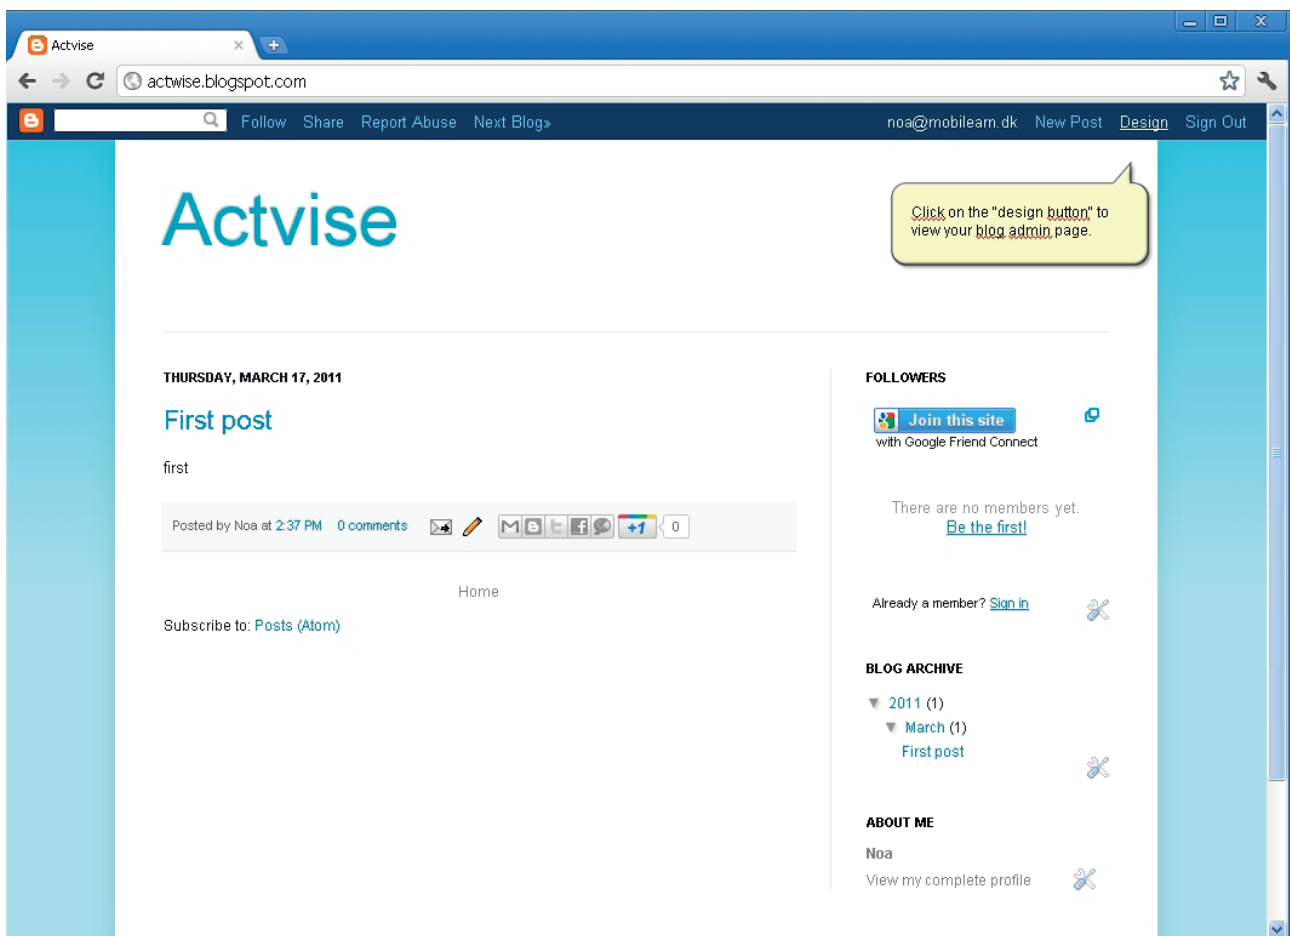 Actvise
actwise.blogspot.com
Follow Share Report Abuse Next Blog» noa@mobilearn.dk New Post Design Sign Out
Actvise
Click on the "design button" to
view your blog admin page.
THURSDAY, MARCH 17, 2011
First post
first
Posted by Noa at 2:37 PM 0 comments +1 0
Home
Subscribe to: Posts (Atom)
FOLLOWERS
Join this site
with Google Friend Connect
There are no members yet.
Be the first!
Already a member? Sign in
BLOG ARCHIVE
▼ 2011 (1)
▼ March (1)
First post
ABOUT ME
Noa
View my complete profile